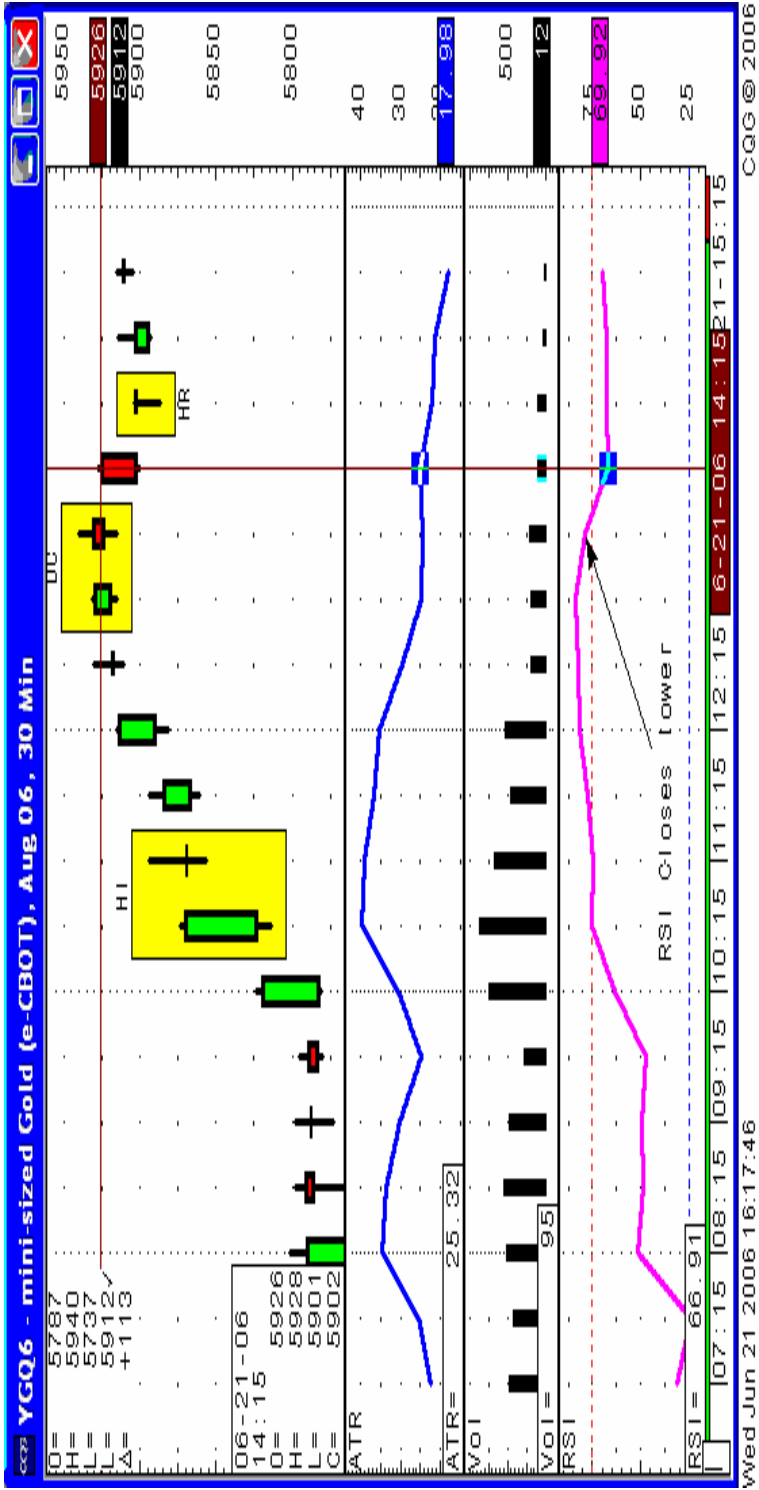 CQG YGQ6 - mini-sized Gold (e-CBOT), Aug 06, 30 Min
O= 5787
H= 5940
L= 5737
L= 5912✓
Δ= +113
06-21-06
14:15
O= 5926
H= 5928
L= 5901
C= 5902
HI
DC
HR
5950
5926
5912
5900
5850
5800
ATR
ATR= 25.32
40
30
17.98
Vol
Vol= 95
500
12
RSI
RSI= 66.91
RSI Closes lower
75
69.92
50
25
|07:15 |08:15 |09:15 |10:15 |11:15 |12:15 6-21-06 14:15 21-15:15 15
Wed Jun 21 2006 16:17:46 CQG © 2006